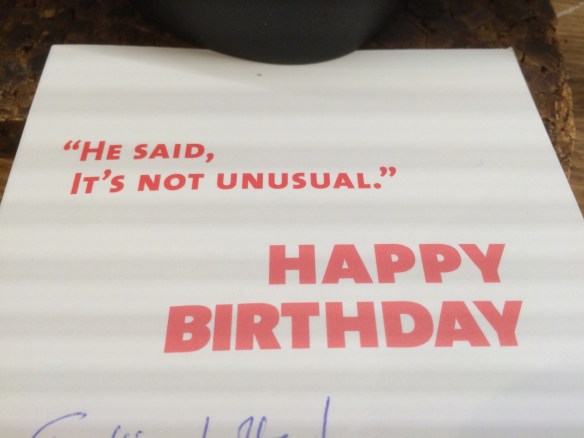 “He said,
It’s not unusual.”
HAPPY
BIRTHDAY